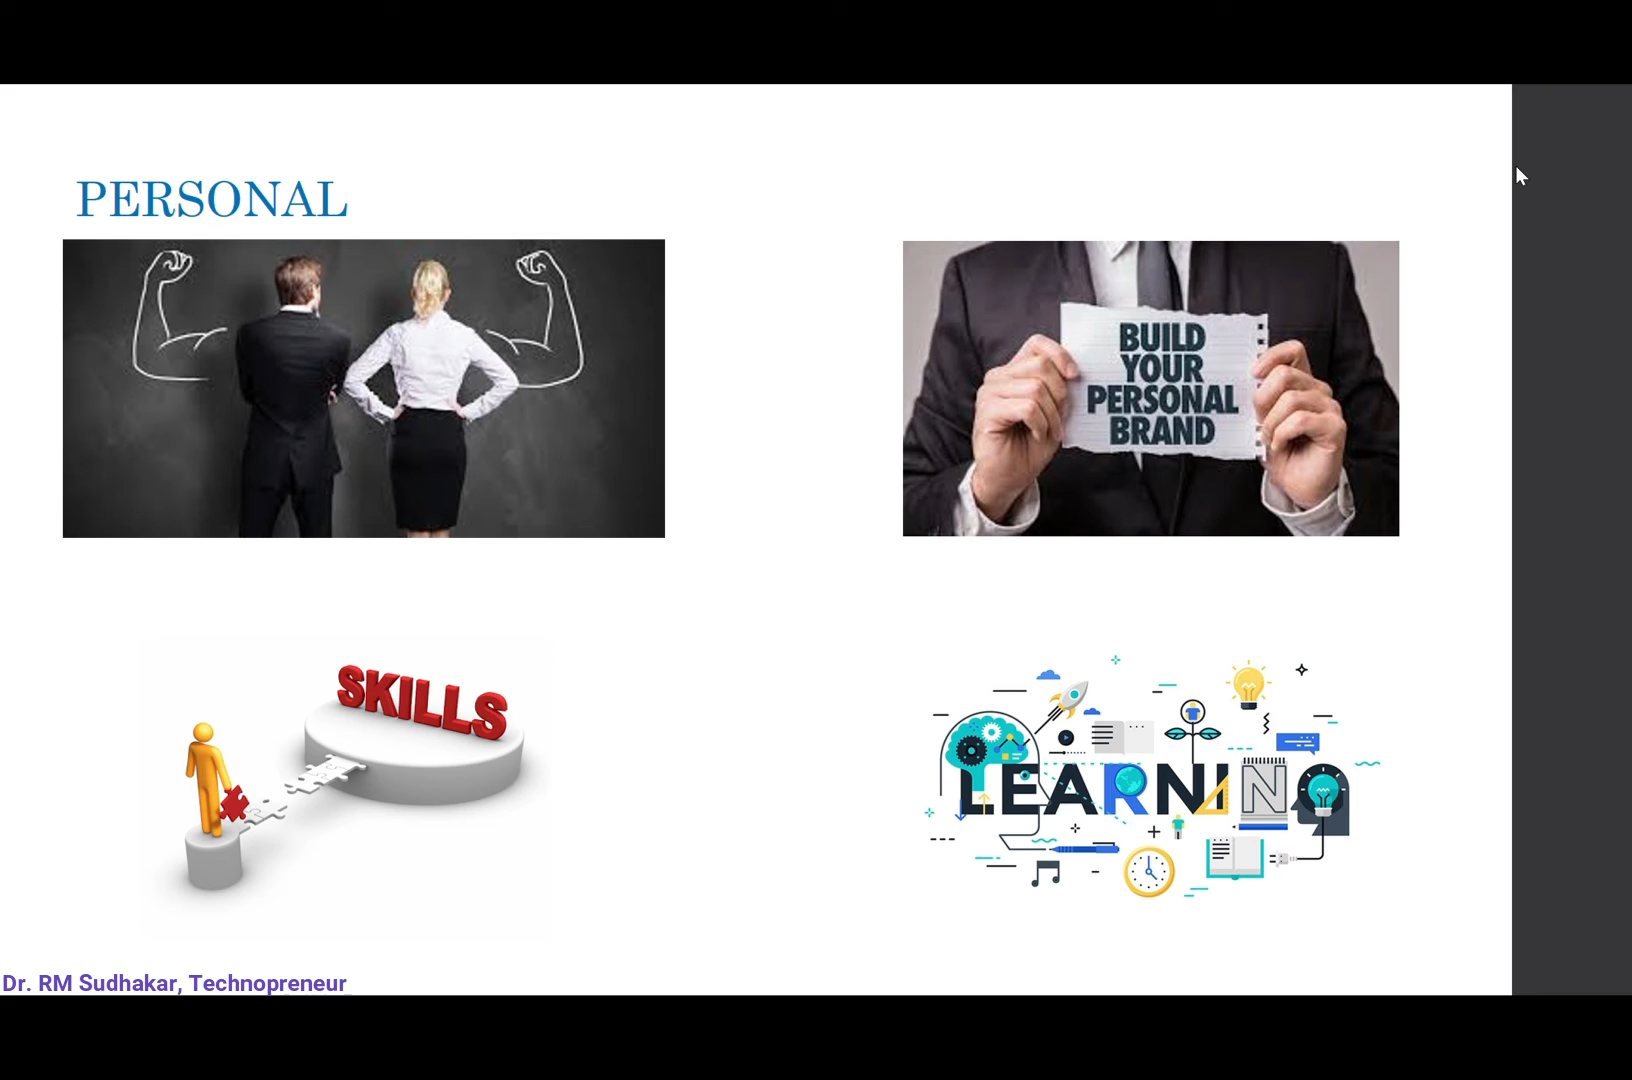 PERSONAL
BUILD
YOUR
PERSONAL
BRAND
SKILLS
LEARNING
Dr. RM Sudhakar, Technopreneur